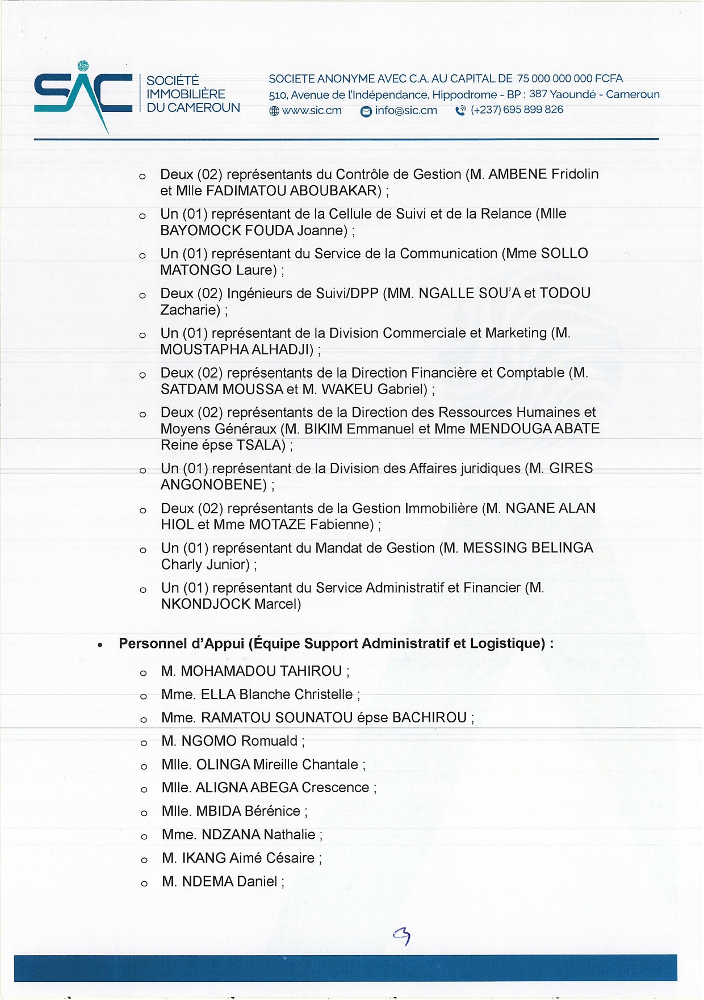 SAC
SOCIÉTÉ
IMMOBILIÈRE
DU CAMEROUN
SOCIETE ANONYME AVEC C.A. AU CAPITAL DE 75 000 000 000 FCFA
510, Avenue de l'Indépendance, Hippodrome - BP : 387 Yaoundé - Cameroun
www.sic.cm info@sic.cm (+237) 695 899 826
o Deux (02) représentants du Contrôle de Gestion (M. AMBENE Fridolin
et Mlle FADIMATOU ABOUBAKAR) ;
o Un (01) représentant de la Cellule de Suivi et de la Relance (Mlle
BAYOMOCK FOUDA Joanne) ;
o Un (01) représentant du Service de la Communication (Mme SOLLO
MATONGO Laure) ;
o Deux (02) Ingénieurs de Suivi/DPP (MM. NGALLE SOU'A et TODOU
Zacharie) ;
o Un (01) représentant de la Division Commerciale et Marketing (M.
MOUSTAPHA ALHADJI) ;
o Deux (02) représentants de la Direction Financière et Comptable (M.
SATDAM MOUSSA et M. WAKEU Gabriel) ;
o Deux (02) représentants de la Direction des Ressources Humaines et
Moyens Généraux (M. BIKIM Emmanuel et Mme MENDOUGA ABATE
Reine épse TSALA) ;
o Un (01) représentant de la Division des Affaires juridiques (M. GIRES
ANGONOBENE) ;
o Deux (02) représentants de la Gestion Immobilière (M. NGANE ALAN
HIOL et Mme MOTAZE Fabienne) ;
o Un (01) représentant du Mandat de Gestion (M. MESSING BELINGA
Charly Junior) ;
o Un (01) représentant du Service Administratif et Financier (M.
NKONDJOCK Marcel)
• Personnel d'Appui (Équipe Support Administratif et Logistique) :
o M. MOHAMADOU TAHIROU ;
o Mme. ELLA Blanche Christelle ;
o Mme. RAMATOU SOUNATOU épse BACHIROU ;
o M. NGOMO Romuald ;
o Mlle. OLINGA Mireille Chantale ;
o Mlle. ALIGNA ABEGA Crescence ;
o Mlle. MBIDA Bérénice ;
o Mme. NDZANA Nathalie ;
o M. IKANG Aimé Césaire ;
o M. NDEMA Daniel ;